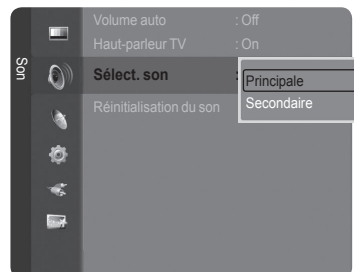 Son
Volume auto : Off
Haut-parleur TV : On
Sélect. son :
Principale
Secondaire
Réinitialisation du son